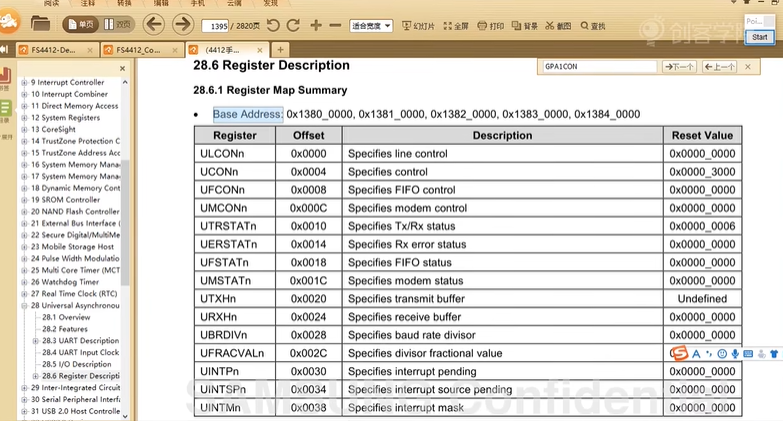 阅读 注释 转换 编辑 手机 云端
单页 双页 1395 / 2820页 适合宽度 幻灯片 全屏 打印 背景 截图 查找
创客学院
Start
FS4412-De... FS4412_Co... (4412手...
GPA1CON 下一个 上一个
9 Interrupt Controller
10 Interrupt Combiner
11 Direct Memory Access
12 System Registers
13 CoreSight
14 TrustZone Protection C
15 TrustZone Address Acc
16 System Memory Mana
17 System Memory Mana
18 Dynamic Memory Cont
19 SROM Controller
20 NAND Flash Controller
21 External Bus Interface (
22 Secure Digital/MultiMe
23 Mobile Storage Host
24 Pulse Width Modulatio
25 Multi Core Timer (MCT
26 Watchdog Timer
27 Real Time Clock (RTC)
28 Universal Asynchronou
28.1 Overview
28.2 Features
28.3 UART Description
28.4 UART Input Clock
28.5 I/O Description
28.6 Register Descriptio
29 Inter-Integrated Circuit
30 Serial Peripheral Interfa
31 USB 2.0 Host Controlle
28.6 Register Description
28.6.1 Register Map Summary
• Base Address: 0x1380_0000, 0x1381_0000, 0x1382_0000, 0x1383_0000, 0x1384_0000
Register Offset Description Reset Value
ULCONn 0x0000 Specifies line control 0x0000_0000
UCONn 0x0004 Specifies control 0x0000_3000
UFCONn 0x0008 Specifies FIFO control 0x0000_0000
UMCONn 0x000C Specifies modem control 0x0000_0000
UTRSTATn 0x0010 Specifies Tx/Rx status 0x0000_0006
UERSTATn 0x0014 Specifies Rx error status 0x0000_0000
UFSTATn 0x0018 Specifies FIFO status 0x0000_0000
UMSTATn 0x001C Specifies modem status 0x0000_0000
UTXHn 0x0020 Specifies transmit buffer Undefined
URXHn 0x0024 Specifies receive buffer 0x0000_0000
UBRDIVn 0x0028 Specifies baud rate divisor 0x0000_0000
UFRACVALn 0x002C Specifies divisor fractional value
UINTPn 0x0030 Specifies interrupt pending 0x0000_0000
UINTSPn 0x0034 Specifies interrupt source pending 0x0000_0000
UINTMn 0x0038 Specifies interrupt mask 0x0000_0000